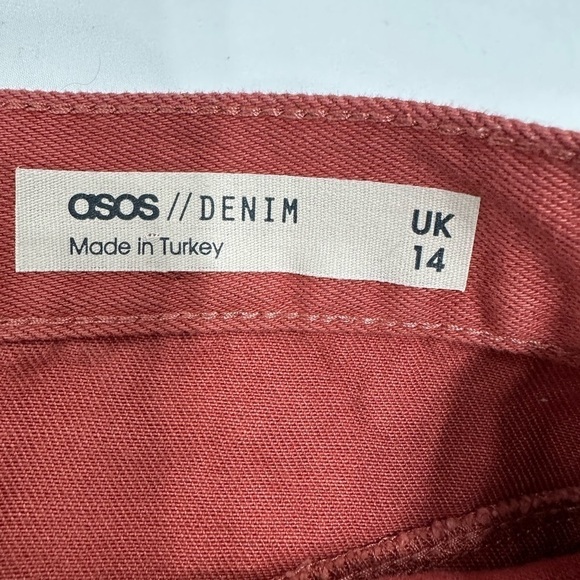 asos // DENIM
Made in Turkey
UK
14